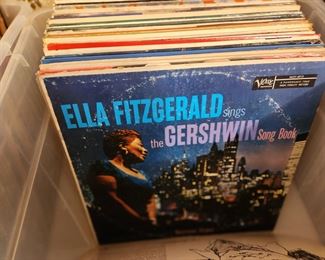 ELLA FITZGERALD sings
the GERSHWIN Song Book
Verve